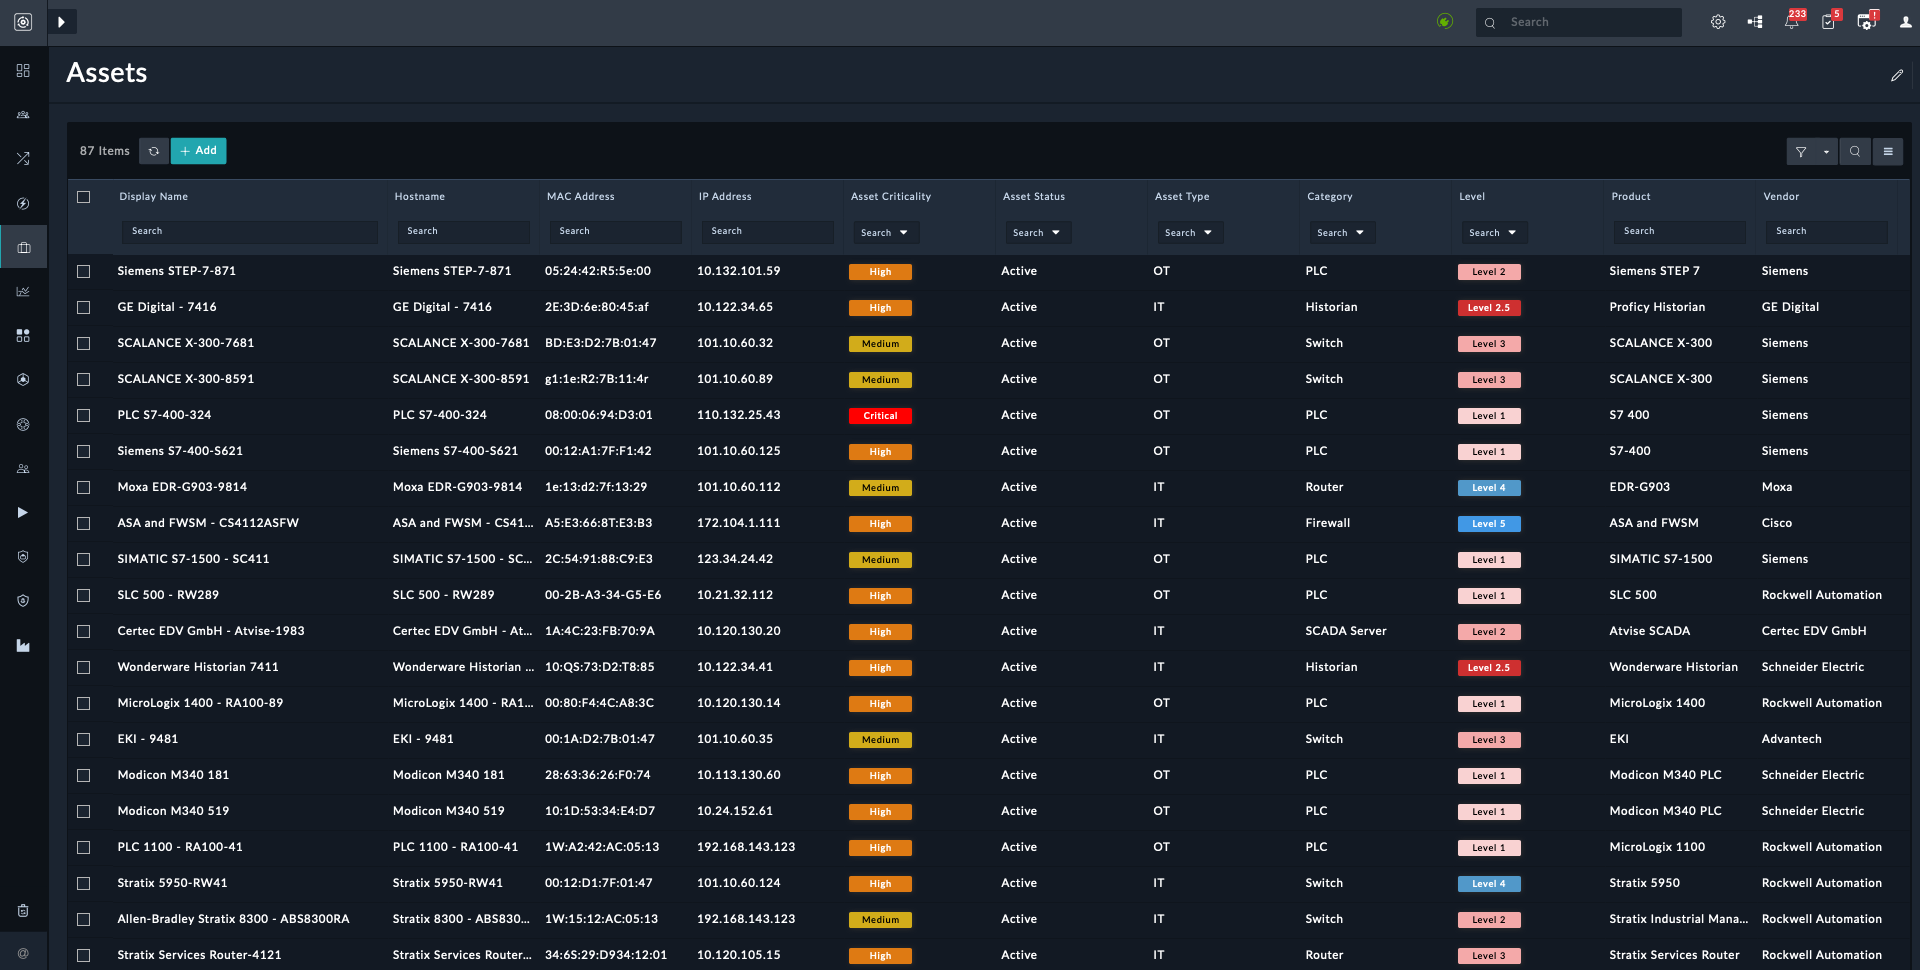 Search
233
5
!
Assets
87 Items
+ Add
Display Name Hostname MAC Address IP Address Asset Criticality Asset Status Asset Type Category Level Product Vendor
Search Search Search Search Search Search Search Search Search Search Search
Siemens STEP-7-871 Siemens STEP-7-871 05:24:42:R5:5e:00 10.132.101.59 High Active OT PLC Level 2 Siemens STEP 7 Siemens
GE Digital - 7416 GE Digital - 7416 2E:3D:6e:80:45:af 10.122.34.65 High Active IT Historian Level 2.5 Proficy Historian GE Digital
SCALANCE X-300-7681 SCALANCE X-300-7681 BD:E3:D2:7B:01:47 101.10.60.32 Medium Active OT Switch Level 3 SCALANCE X-300 Siemens
SCALANCE X-300-8591 SCALANCE X-300-8591 g1:1e:R2:7B:11:4r 101.10.60.89 Medium Active OT Switch Level 3 SCALANCE X-300 Siemens
PLC S7-400-324 PLC S7-400-324 08:00:06:94:D3:01 110.132.25.43 Critical Active OT PLC Level 1 S7 400 Siemens
Siemens S7-400-S621 Siemens S7-400-S621 00:12:A1:7F:F1:42 101.10.60.125 High Active OT PLC Level 1 S7-400 Siemens
Moxa EDR-G903-9814 Moxa EDR-G903-9814 1e:13:d2:7f:13:29 101.10.60.112 Medium Active IT Router Level 4 EDR-G903 Moxa
ASA and FWSM - CS4112ASFW ASA and FWSM - CS41... A5:E3:66:8T:E3:B3 172.104.1.111 High Active IT Firewall Level 5 ASA and FWSM Cisco
SIMATIC S7-1500 - SC411 SIMATIC S7-1500 - SC... 2C:54:91:88:C9:E3 123.34.24.42 Medium Active OT PLC Level 1 SIMATIC S7-1500 Siemens
SLC 500 - RW289 SLC 500 - RW289 00-2B-A3-34-G5-E6 10.21.32.112 High Active OT PLC Level 1 SLC 500 Rockwell Automation
Certec EDV GmbH - Atvise-1983 Certec EDV GmbH - At... 1A:4C:23:FB:70:9A 10.120.130.20 High Active IT SCADA Server Level 2 Atvise SCADA Certec EDV GmbH
Wonderware Historian 7411 Wonderware Historian ... 10:QS:73:D2:T8:85 10.122.34.41 High Active IT Historian Level 2.5 Wonderware Historian Schneider Electric
MicroLogix 1400 - RA100-89 MicroLogix 1400 - RA1... 00:80:F4:4C:A8:3C 10.120.130.14 High Active OT PLC Level 1 MicroLogix 1400 Rockwell Automation
EKI - 9481 EKI - 9481 00:1A:D2:7B:01:47 101.10.60.35 Medium Active IT Switch Level 3 EKI Advantech
Modicon M340 181 Modicon M340 181 28:63:36:26:F0:74 10.113.130.60 High Active OT PLC Level 1 Modicon M340 PLC Schneider Electric
Modicon M340 519 Modicon M340 519 10:1D:53:34:E4:D7 10.24.152.61 High Active OT PLC Level 1 Modicon M340 PLC Schneider Electric
PLC 1100 - RA100-41 PLC 1100 - RA100-41 1W:A2:42:AC:05:13 192.168.143.123 High Active OT PLC Level 1 MicroLogix 1100 Rockwell Automation
Stratix 5950-RW41 Stratix 5950-RW41 00:12:D1:7F:01:47 101.10.60.124 High Active IT Switch Level 4 Stratix 5950 Rockwell Automation
Allen-Bradley Stratix 8300 - ABS8300RA Stratix 8300 - ABS830... 1W:15:12:AC:05:13 192.168.143.123 Medium Active IT Switch Level 2 Stratix Industrial Mana... Rockwell Automation
Stratix Services Router-4121 Stratix Services Router... 34:6S:29:D934:12:01 10.120.105.15 High Active IT Router Level 3 Stratix Services Router Rockwell Automation
@